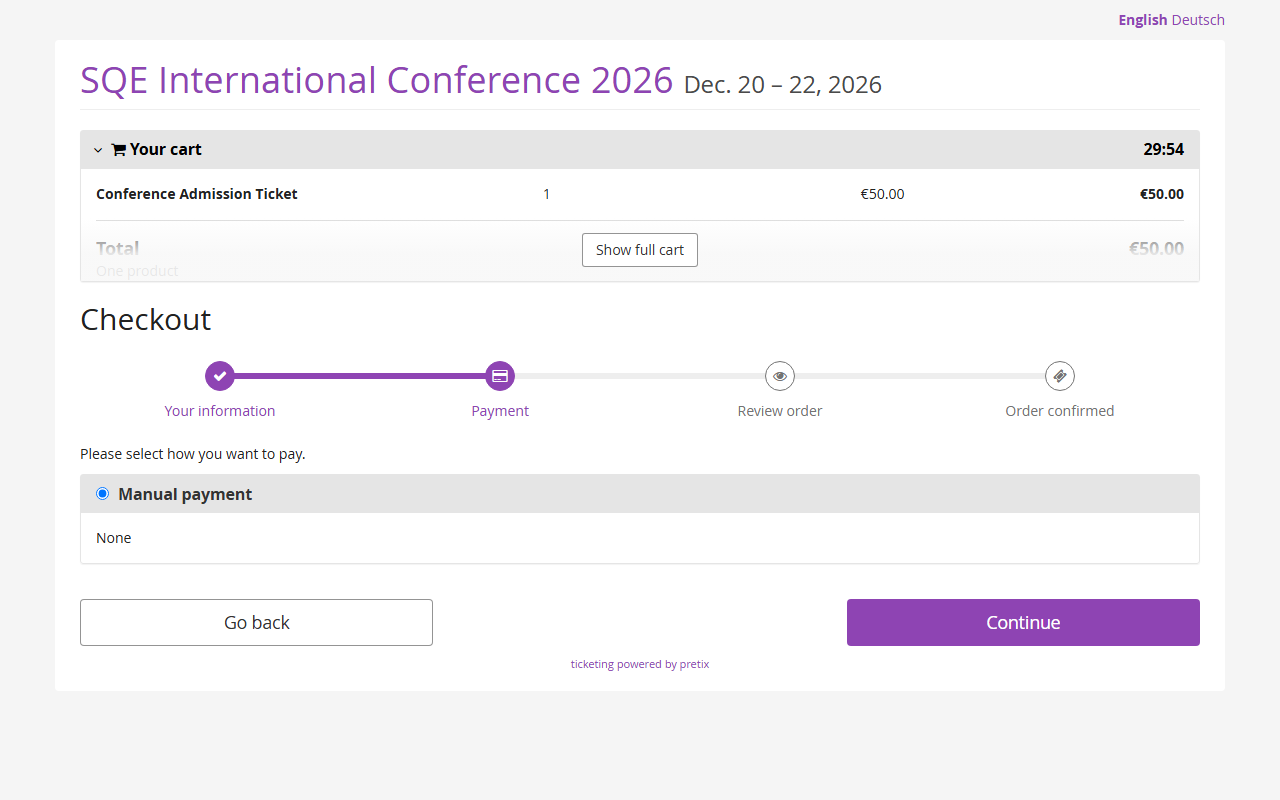 English Deutsch
SQE International Conference 2026 Dec. 20 – 22, 2026
Your cart 29:54
Conference Admission Ticket 1 €50.00 €50.00
Total Show full cart €50.00
One product
Checkout
Your information Payment Review order Order confirmed
Please select how you want to pay.
Manual payment
None
Go back Continue
ticketing powered by pretix